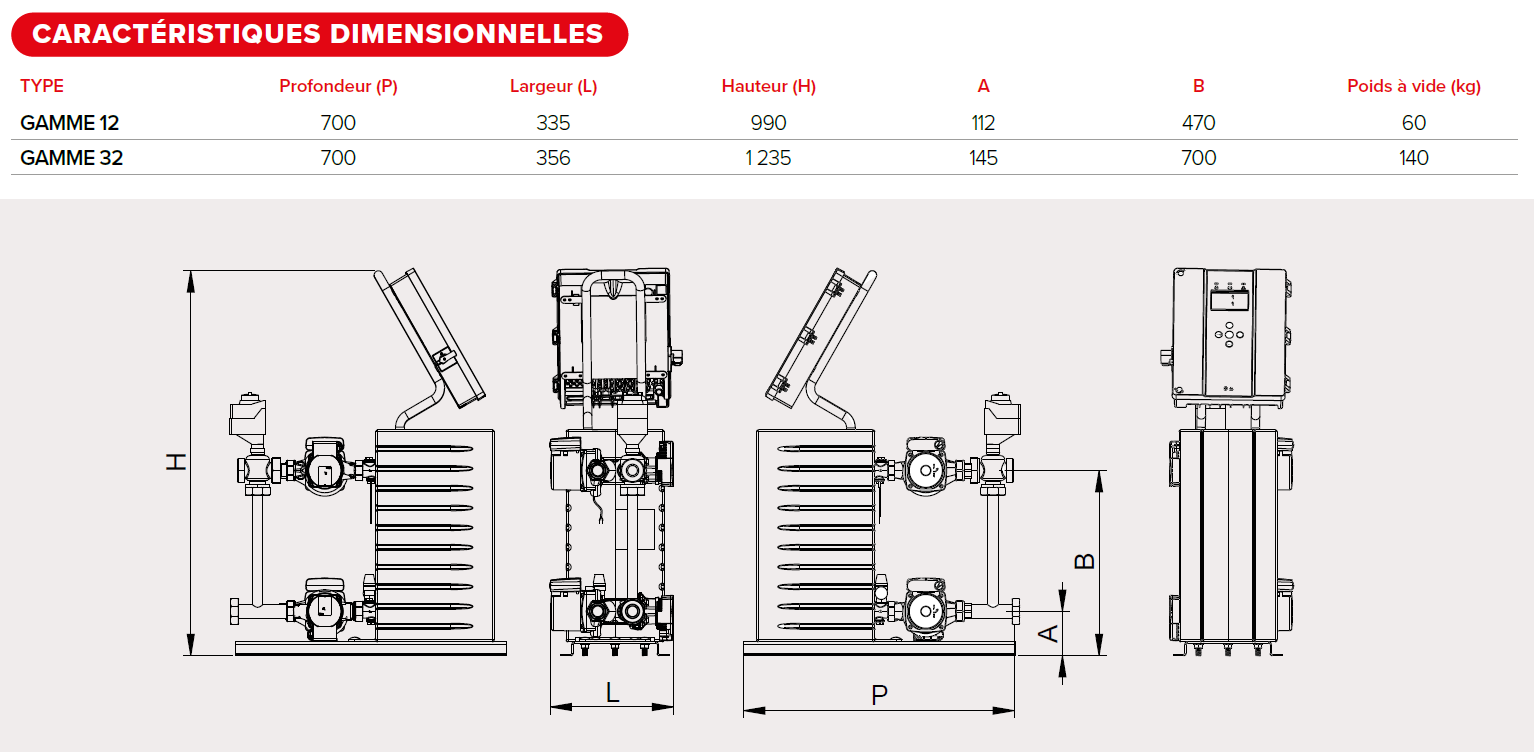 CARACTÉRISTIQUES DIMENSIONNELLES
TYPE Profondeur (P) Largeur (L) Hauteur (H) A B Poids à vide (kg)
GAMME 12 700 335 990 112 470 60
GAMME 32 700 356 1 235 145 700 140
H
B
A
L
P